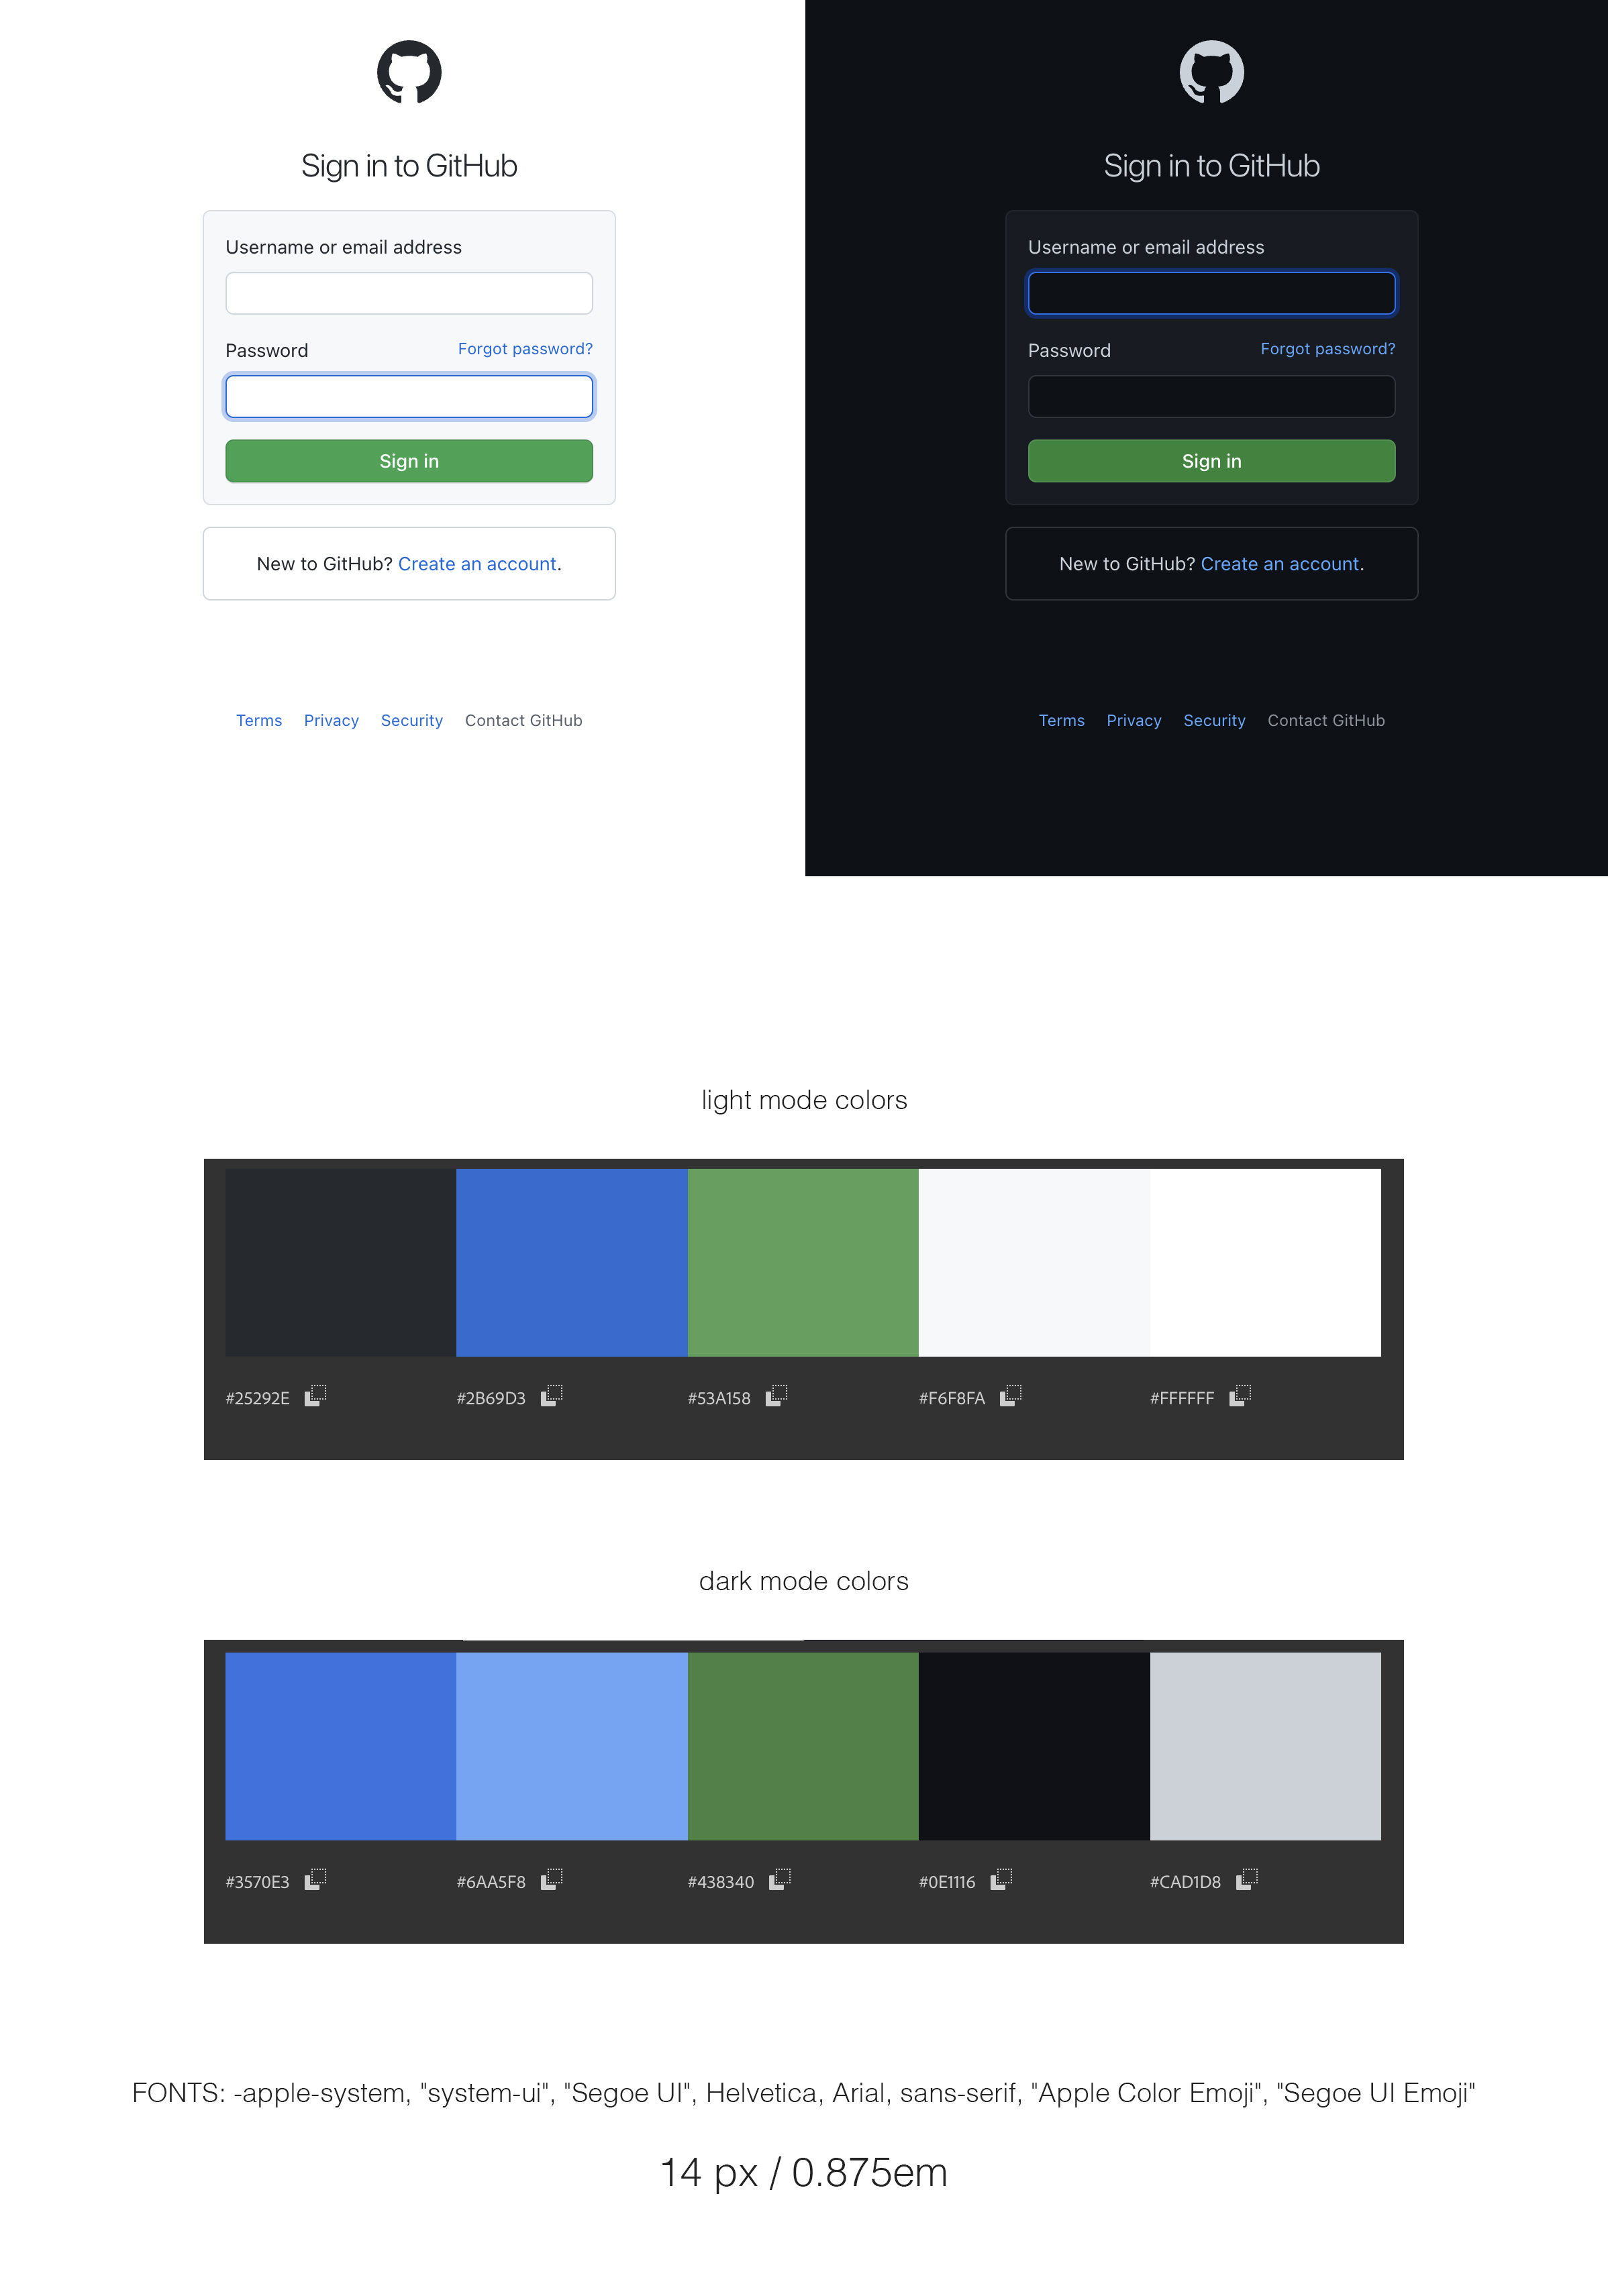 Sign in to GitHub
Username or email address
Password Forgot password?
Sign in
New to GitHub? Create an account.
Terms Privacy Security Contact GitHub
Sign in to GitHub
Username or email address
Password Forgot password?
Sign in
New to GitHub? Create an account.
Terms Privacy Security Contact GitHub
light mode colors
#25292E #2B69D3 #53A158 #F6F8FA #FFFFFF
dark mode colors
#3570E3 #6AA5F8 #438340 #0E1116 #CAD1D8
FONTS: -apple-system, "system-ui", "Segoe UI", Helvetica, Arial, sans-serif, "Apple Color Emoji", "Segoe UI Emoji"
14 px / 0.875em